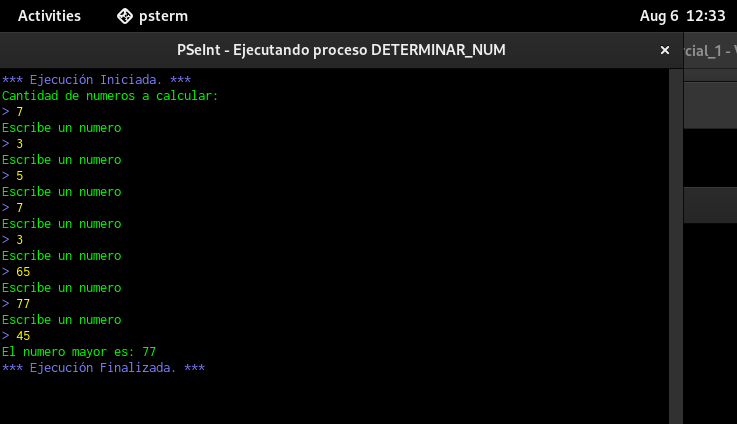 Activities
psterm
Aug 6 12:33
PSeInt - Ejecutando proceso DETERMINAR_NUM
×
rcial_1 - V
*** Ejecución Iniciada. ***
Cantidad de numeros a calcular:
> 7
Escribe un numero
> 3
Escribe un numero
> 5
Escribe un numero
> 7
Escribe un numero
> 3
Escribe un numero
> 65
Escribe un numero
> 77
Escribe un numero
> 45
El numero mayor es: 77
*** Ejecución Finalizada. ***